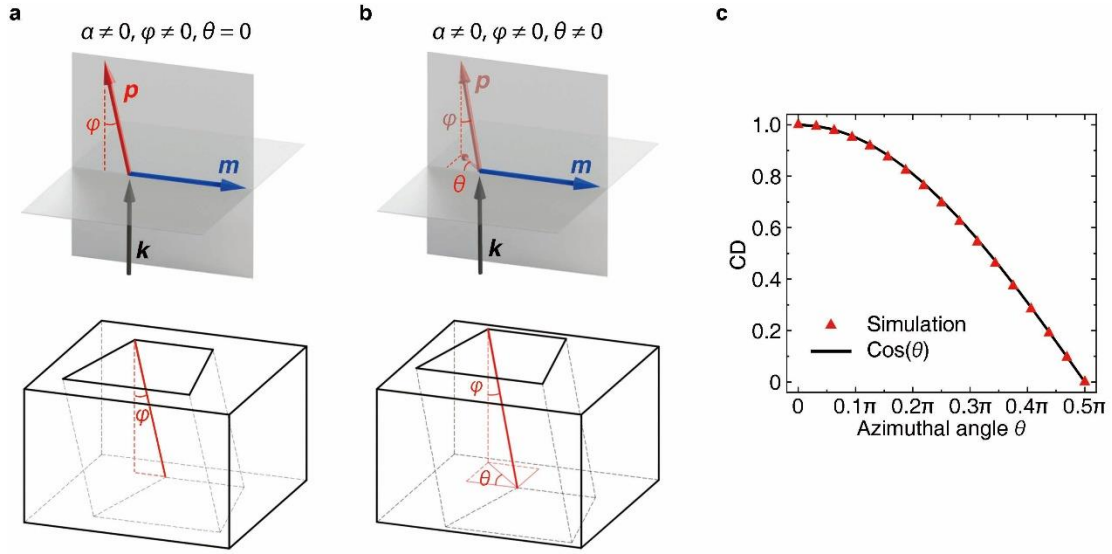 a
α ≠ 0, φ ≠ 0, θ = 0
p
φ
m
k
φ
b
α ≠ 0, φ ≠ 0, θ ≠ 0
p
φ
m
θ
k
φ
θ
c
CD
1.0
0.8
0.6
0.4
0.2
0
Simulation
Cos(θ)
0 0.1π 0.2π 0.3π 0.4π 0.5π
Azimuthal angle θ